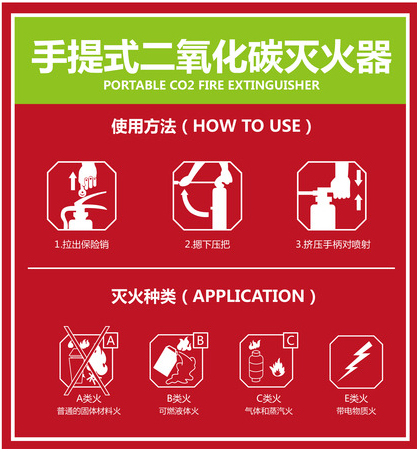 手提式二氧化碳灭火器
PORTABLE CO2 FIRE EXTINGUISHER
使用方法（HOW TO USE）
1.拉出保险销
2.摁下压把
3.挤压手柄对喷射
灭火种类（APPLICATION）
A
B
C
A类火
普通的固体材料火
B类火
可燃液体火
C类火
气体和蒸汽火
E类火
带电物质火